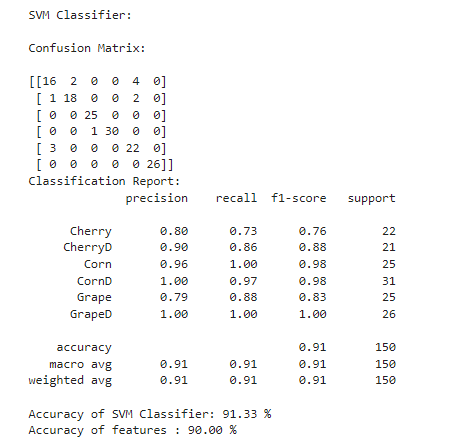 SVM Classifier:
Confusion Matrix:
[[16  2  0  0  4  0]
 [ 1 18  0  0  2  0]
 [ 0  0 25  0  0  0]
 [ 0  0  1 30  0  0]
 [ 3  0  0  0 22  0]
 [ 0  0  0  0  0 26]]
Classification Report:
              precision    recall  f1-score   support
      Cherry       0.80      0.73      0.76        22
     CherryD       0.90      0.86      0.88        21
        Corn       0.96      1.00      0.98        25
       CornD       1.00      0.97      0.98        31
       Grape       0.79      0.88      0.83        25
      GrapeD       1.00      1.00      1.00        26
    accuracy                           0.91       150
   macro avg       0.91      0.91      0.91       150
weighted avg       0.91      0.91      0.91       150
Accuracy of SVM Classifier: 91.33 %
Accuracy of features : 90.00 %